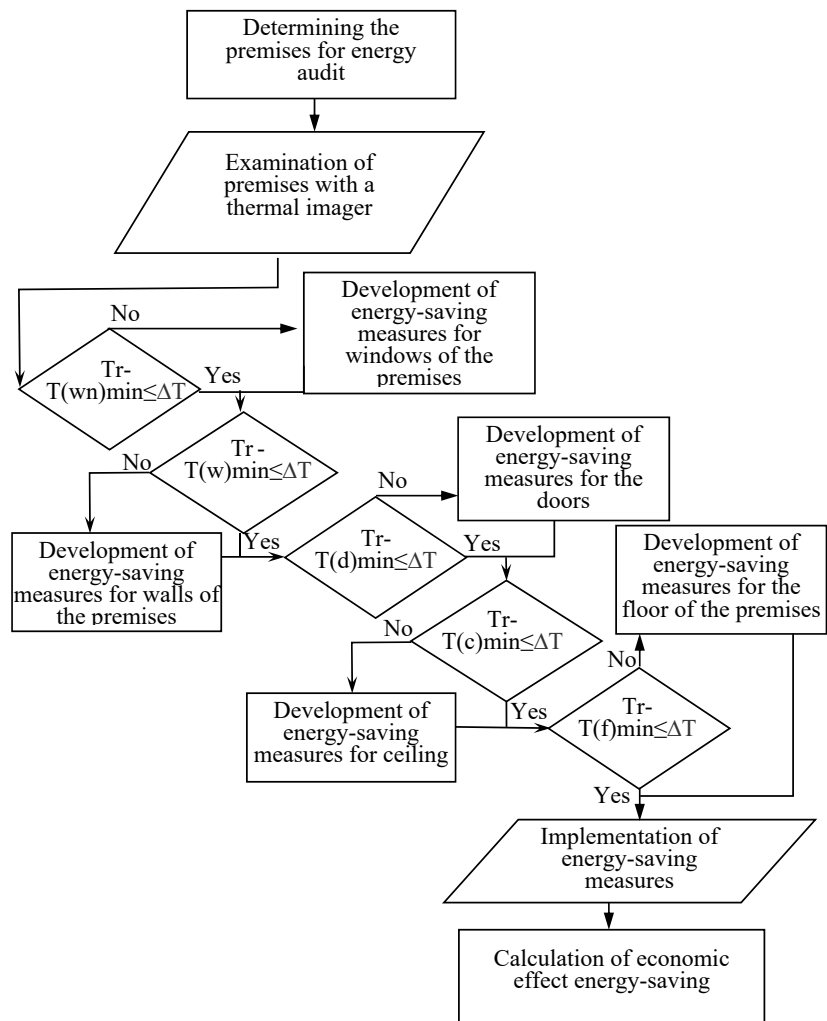 Determining the
premises for energy
audit
Examination of
premises with a
thermal imager
No
Development of
energy-saving
measures for
windows of the
premises
Tr-
T(wn)min≤ΔT
Yes
Tr -
T(w)min≤ΔT
No
Development of
energy-saving
measures for the
doors
No
Yes
Development of
energy-saving
measures for walls of
the premises
Tr-
T(d)min≤ΔT
Yes
Development of
energy-saving
measures for the
floor of the premises
Tr-
T(c)min≤ΔT
No
No
Development of
energy-saving
measures for ceiling
Yes
Tr-
T(f)min≤ΔT
Yes
Implementation of
energy-saving
measures
Calculation of economic
effect energy-saving